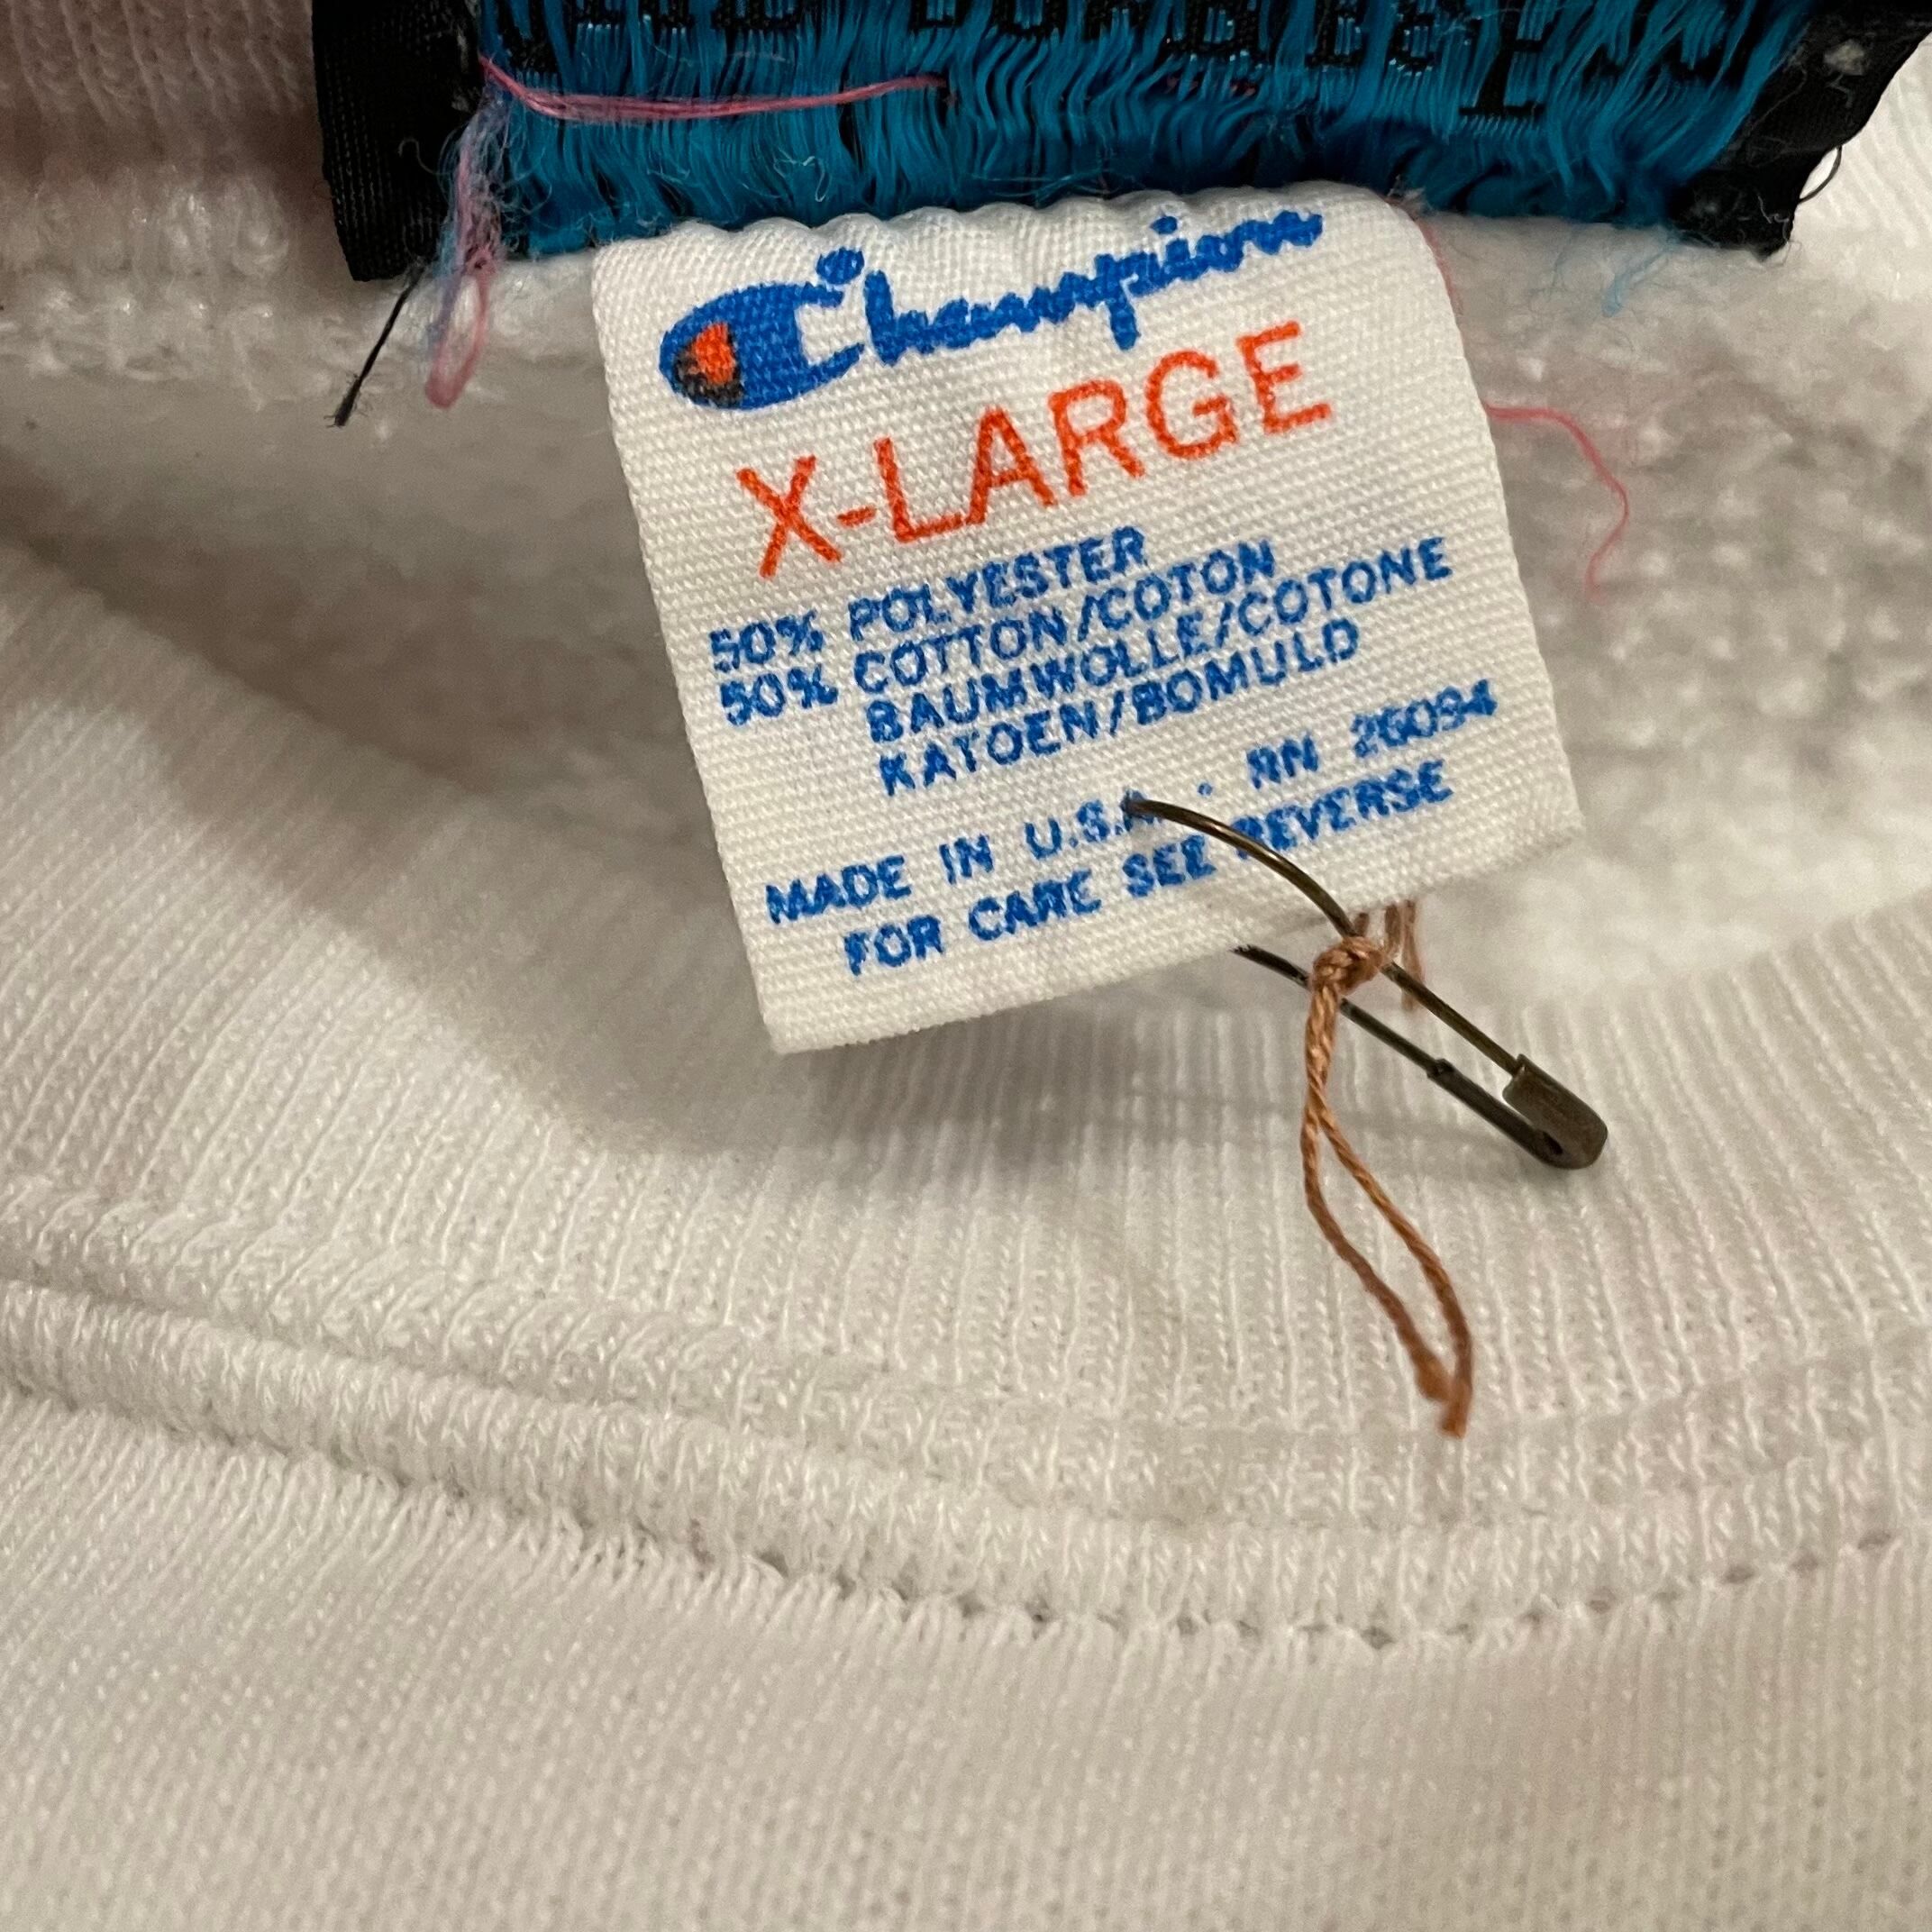 Champion
X-LARGE
50% POLYESTER
50% COTTON/COTON
BAUMWOLLE/COTONE
KATOEN/BOMULD
MADE IN U.S.A. RN 26094
FOR CARE SEE REVERSE